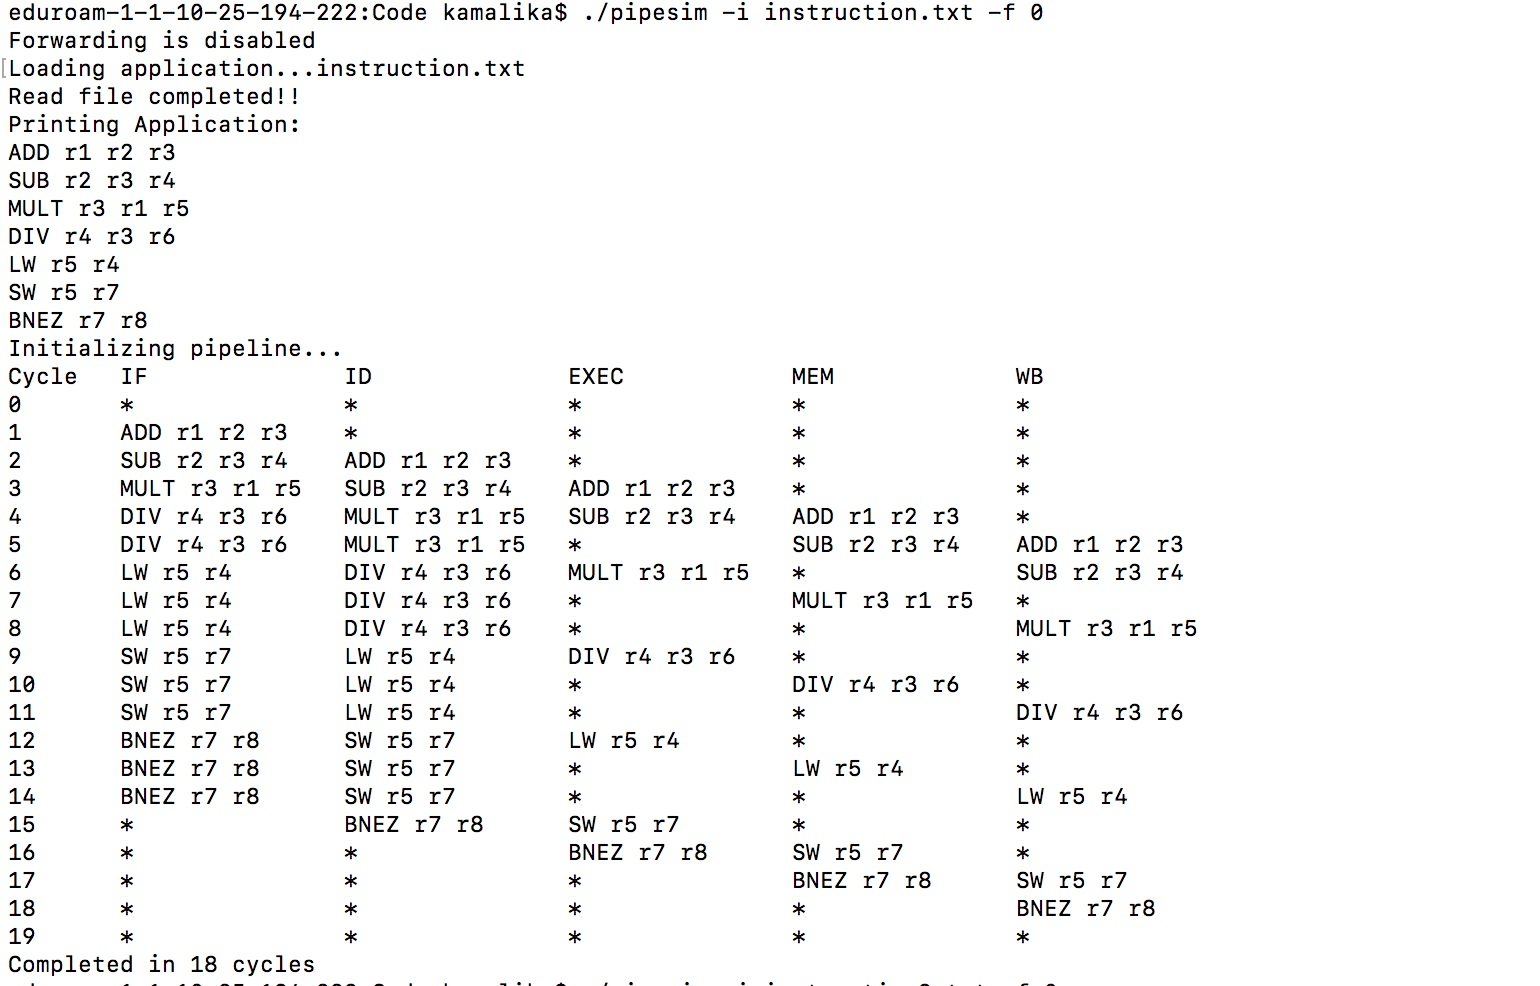 eduroam-1-1-10-25-194-222:Code kamalika$ ./pipesim -i instruction.txt -f 0
Forwarding is disabled
[Loading application...instruction.txt
Read file completed!!
Printing Application:
ADD r1 r2 r3
SUB r2 r3 r4
MULT r3 r1 r5
DIV r4 r3 r6
LW r5 r4
SW r5 r7
BNEZ r7 r8
Initializing pipeline...
Cycle IF ID EXEC MEM WB
0 * * * * *
1 ADD r1 r2 r3 * * * *
2 SUB r2 r3 r4 ADD r1 r2 r3 * * *
3 MULT r3 r1 r5 SUB r2 r3 r4 ADD r1 r2 r3 * *
4 DIV r4 r3 r6 MULT r3 r1 r5 SUB r2 r3 r4 ADD r1 r2 r3 *
5 DIV r4 r3 r6 MULT r3 r1 r5 * SUB r2 r3 r4 ADD r1 r2 r3
6 LW r5 r4 DIV r4 r3 r6 MULT r3 r1 r5 * SUB r2 r3 r4
7 LW r5 r4 DIV r4 r3 r6 * MULT r3 r1 r5 *
8 LW r5 r4 DIV r4 r3 r6 * * MULT r3 r1 r5
9 SW r5 r7 LW r5 r4 DIV r4 r3 r6 * *
10 SW r5 r7 LW r5 r4 * DIV r4 r3 r6 *
11 SW r5 r7 LW r5 r4 * * DIV r4 r3 r6
12 BNEZ r7 r8 SW r5 r7 LW r5 r4 * *
13 BNEZ r7 r8 SW r5 r7 * LW r5 r4 *
14 BNEZ r7 r8 SW r5 r7 * * LW r5 r4
15 * BNEZ r7 r8 SW r5 r7 * *
16 * * BNEZ r7 r8 SW r5 r7 *
17 * * * BNEZ r7 r8 SW r5 r7
18 * * * * BNEZ r7 r8
19 * * * * *
Completed in 18 cycles